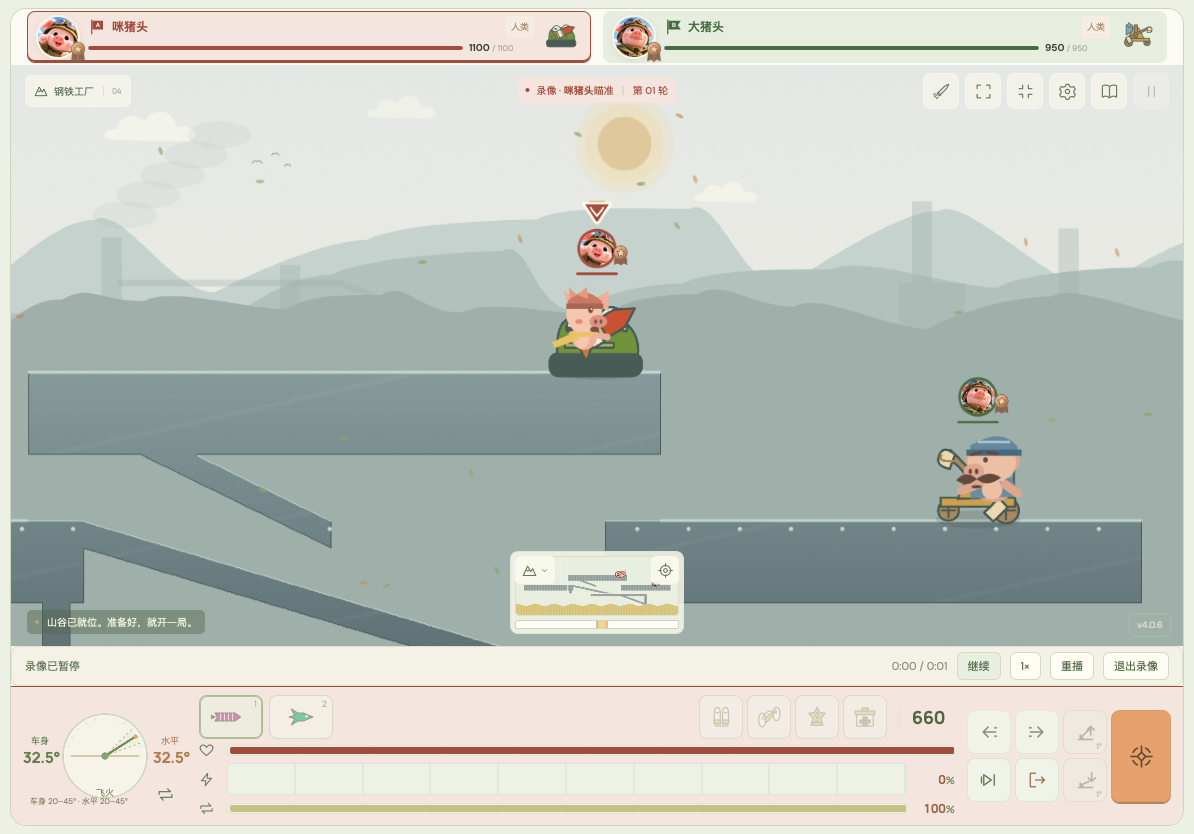 咪猪头
人类
1100 / 1100
大猪头
人类
950 / 950
钢铁工厂 04
录像 · 咪猪头瞄准 第 01 轮
山谷已就位。准备好，就开一局。
v4.0.6
录像已暂停
0:00 / 0:01
继续
1×
重播
退出录像
车身
32.5°
水平
32.5°
飞火
车身 20–45° · 水平 20–45°
1
2
660
0%
100%
1°
1°